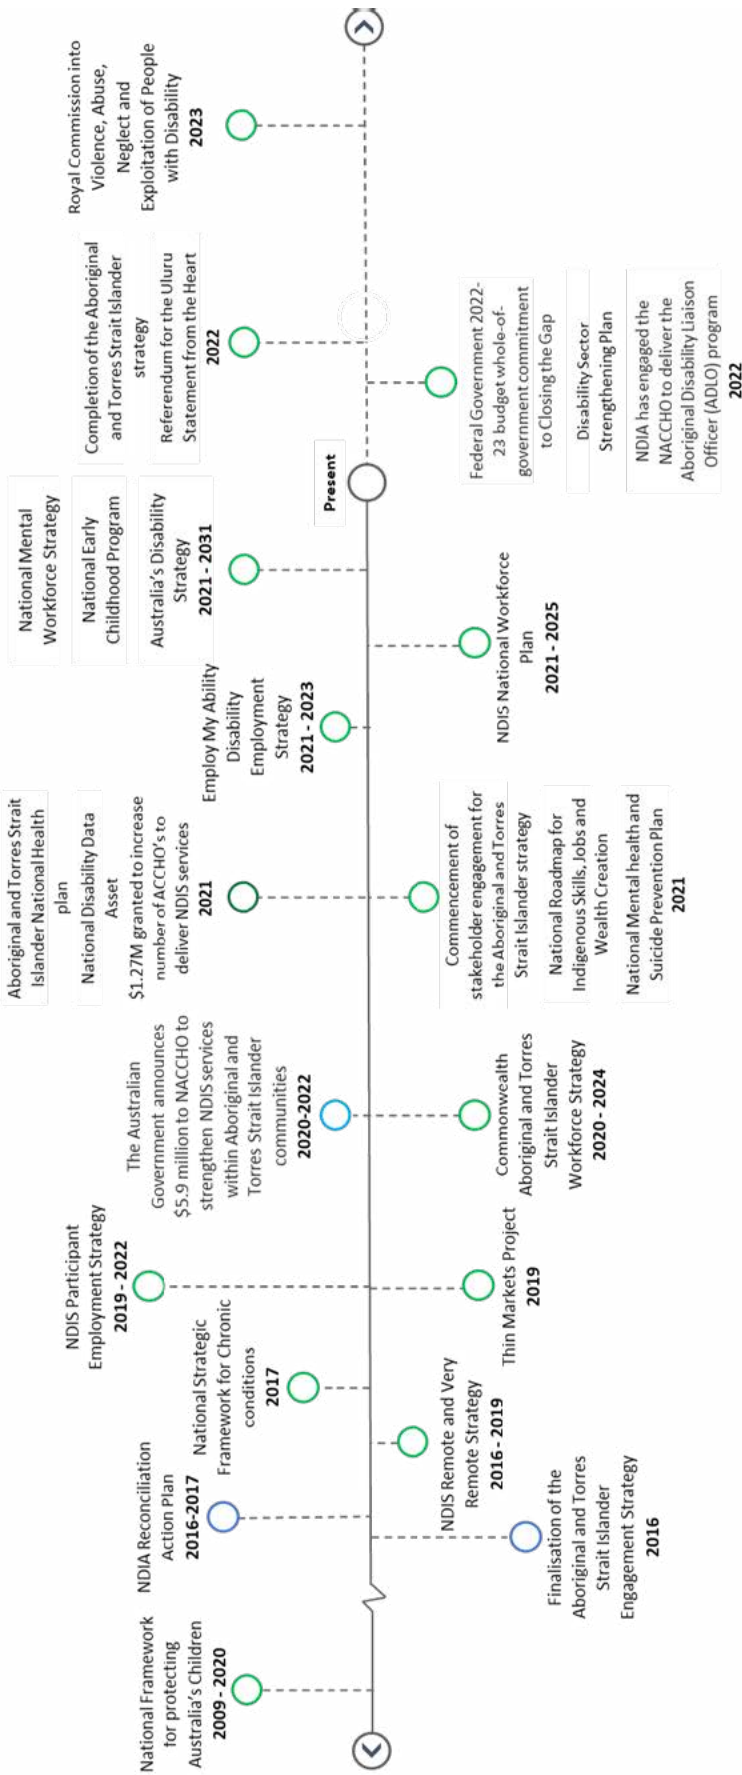 National Framework
for protecting
Australia's Children
2009 - 2020
NDIA Reconciliation
Action Plan
2016-2017
Finalisation of the
Aboriginal and Torres
Strait Islander
Engagement Strategy
2016
NDIS Remote and Very
Remote Strategy
2016 - 2019
National Strategic
Framework for Chronic
conditions
2017
NDIS Participant
Employment Strategy
2019 - 2022
Thin Markets Project
2019
The Australian
Government announces
$5.9 million to NACCHO to
strengthen NDIS services
within Aboriginal and
Torres Strait Islander
communities
2020-2022
Commonwealth
Aboriginal and Torres
Strait Islander
Workforce Strategy
2020 - 2024
Aboriginal and Torres Strait
Islander National Health
plan
National Disability Data
Asset
$1.27M granted to increase
number of ACCHO's to
deliver NDIS services
2021
Commencement of
stakeholder engagement for
the Aboriginal and Torres
Strait Islander strategy
National Roadmap for
Indigenous Skills, Jobs and
Wealth Creation
National Mental health and
Suicide Prevention Plan
2021
Employ My Ability
Disability
Employment
Strategy
2021 - 2023
NDIS National Workforce
Plan
2021 - 2025
National Mental
Workforce Strategy
National Early
Childhood Program
Australia's Disability
Strategy
2021 - 2031
Present
Federal Government 2022-
23 budget whole-of-
government commitment
to Closing the Gap
Disability Sector
Strengthening Plan
NDIA has engaged the
NACCHO to deliver the
Aboriginal Disability Liaison
Officer (ADLO) program
2022
Completion of the Aboriginal
and Torres Strait Islander
strategy
Referendum for the Uluru
Statement from the Heart
2022
Royal Commission into
Violence, Abuse,
Neglect and
Exploitation of People
with Disability
2023